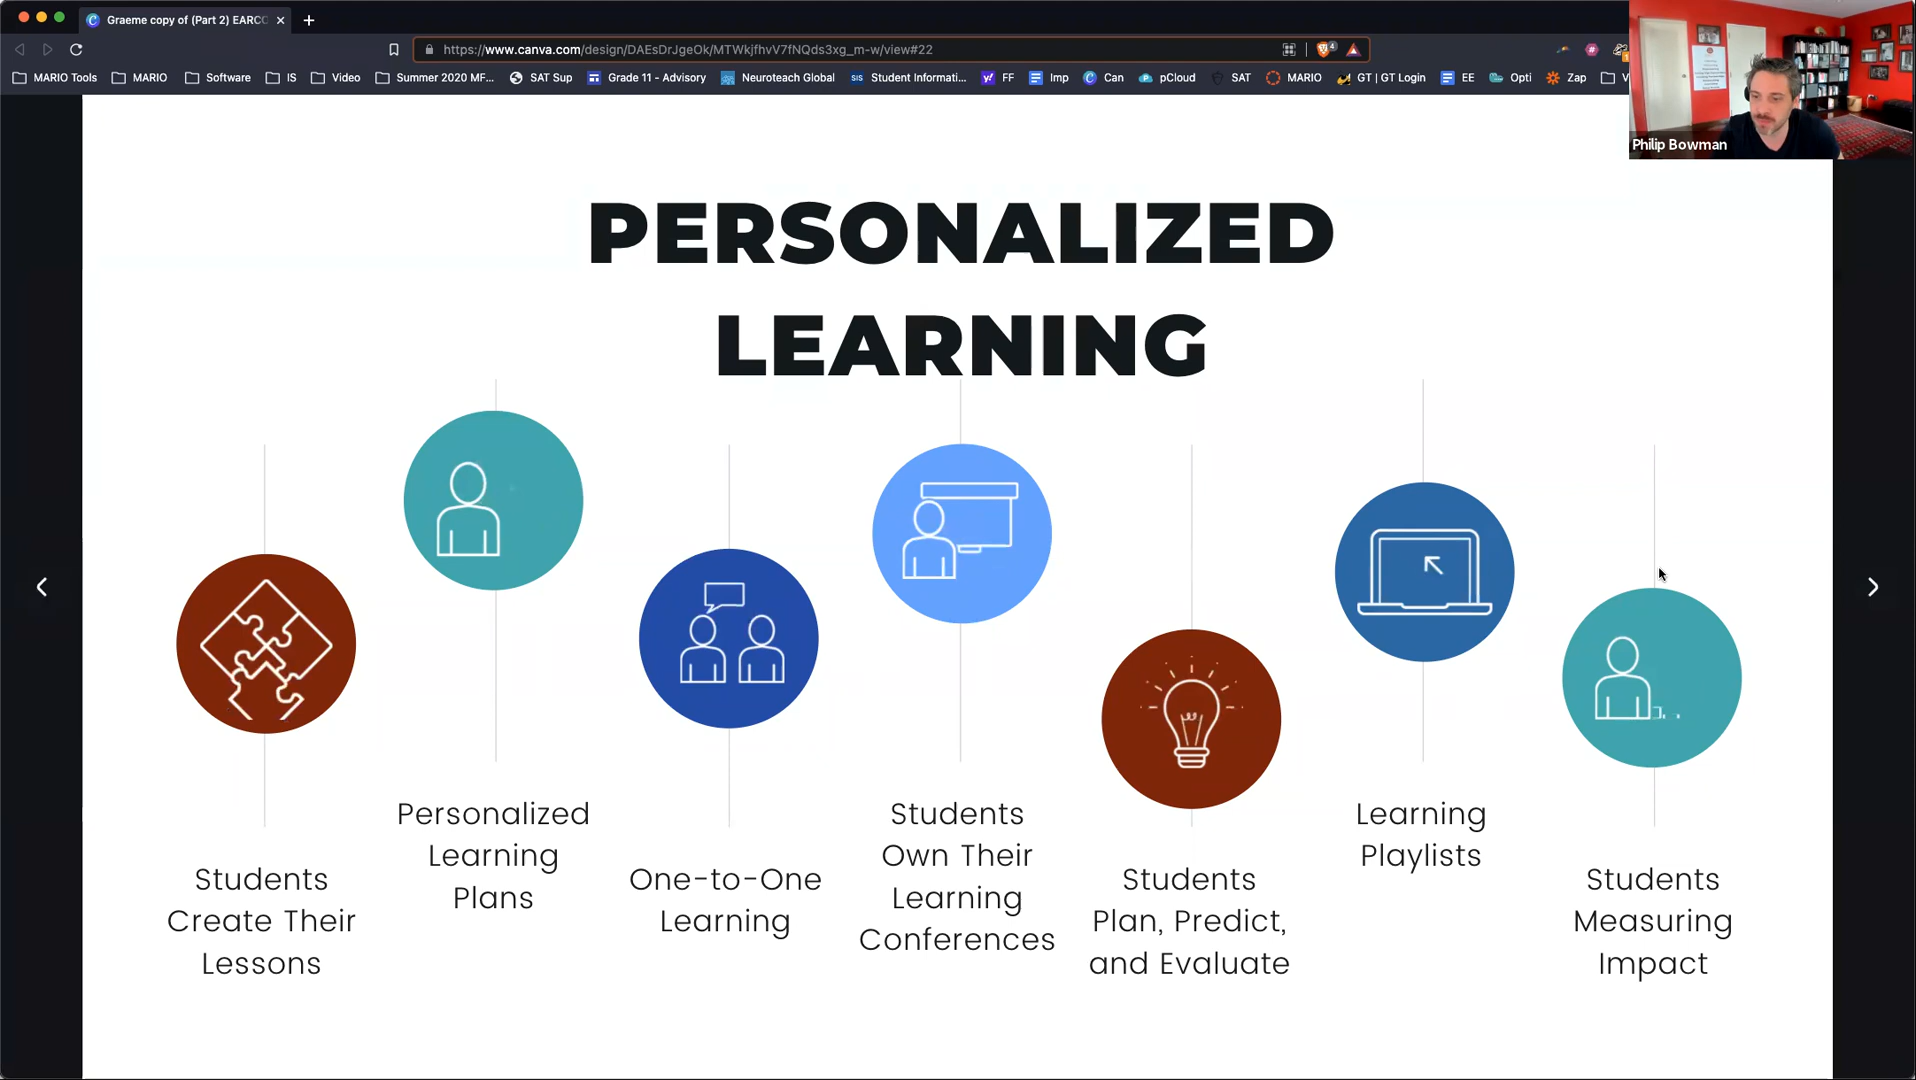 Graeme copy of (Part 2) EARCO
https://www.canva.com/design/DAEsDrJgeOk/MTWkjfhvV7fNQds3xg_m-w/view#22
MARIO Tools MARIO Software IS Video Summer 2020 MF... SAT Sup Grade 11 - Advisory Neuroteach Global Student Informati... FF Imp Can pCloud SAT MARIO GT | GT Login EE Opti Zap
Philip Bowman
PERSONALIZED
LEARNING
Students
Create Their
Lessons
Personalized
Learning
Plans
One-to-One
Learning
Students
Own Their
Learning
Conferences
Students
Plan, Predict,
and Evaluate
Learning
Playlists
Students
Measuring
Impact